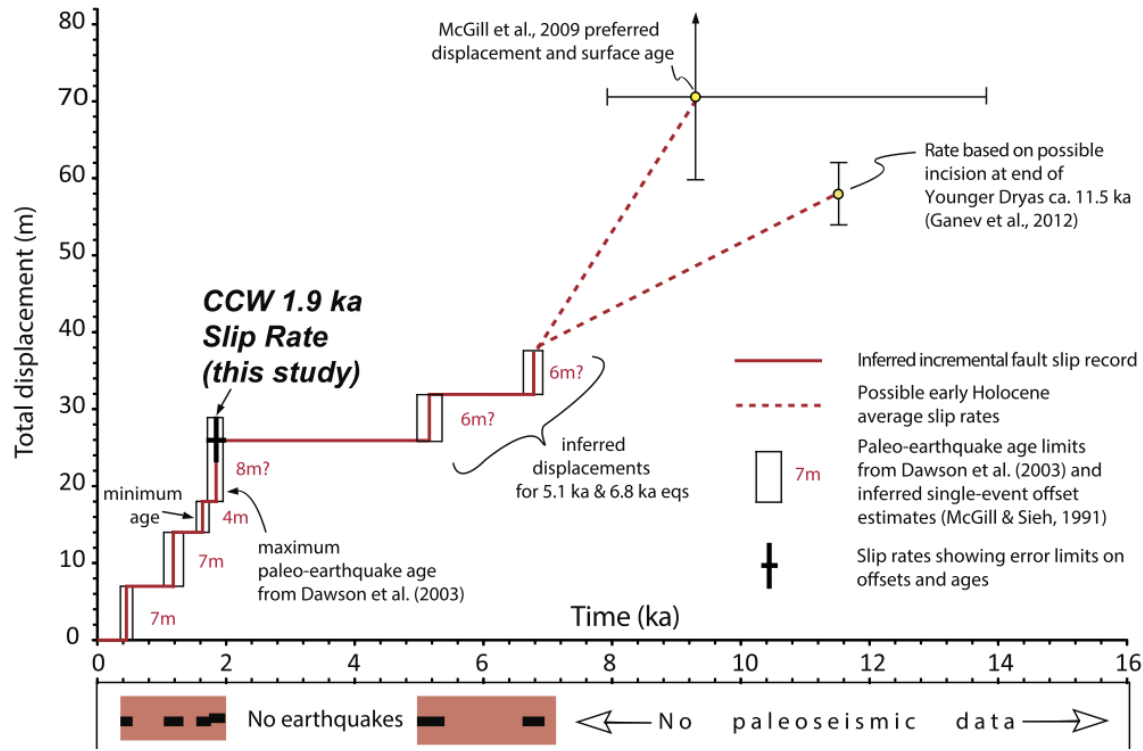 80
70
60
50
40
30
20
10
0
Total displacement (m)
McGill et al., 2009 preferred
displacement and surface age
Rate based on possible
incision at end of
Younger Dryas ca. 11.5 ka
(Ganev et al., 2012)
CCW 1.9 ka
Slip Rate
(this study)
6m?
6m?
inferred
displacements
for 5.1 ka & 6.8 ka eqs
8m?
minimum
age
4m
7m
maximum
paleo-earthquake age
from Dawson et al. (2003)
7m
Inferred incremental fault slip record
Possible early Holocene
average slip rates
7m
Paleo-earthquake age limits
from Dawson et al. (2003) and
inferred single-event offset
estimates (McGill & Sieh, 1991)
Slip rates showing error limits on
offsets and ages
Time (ka)
0 2 4 6 8 10 12 14 16
No earthquakes
No paleoseismic data